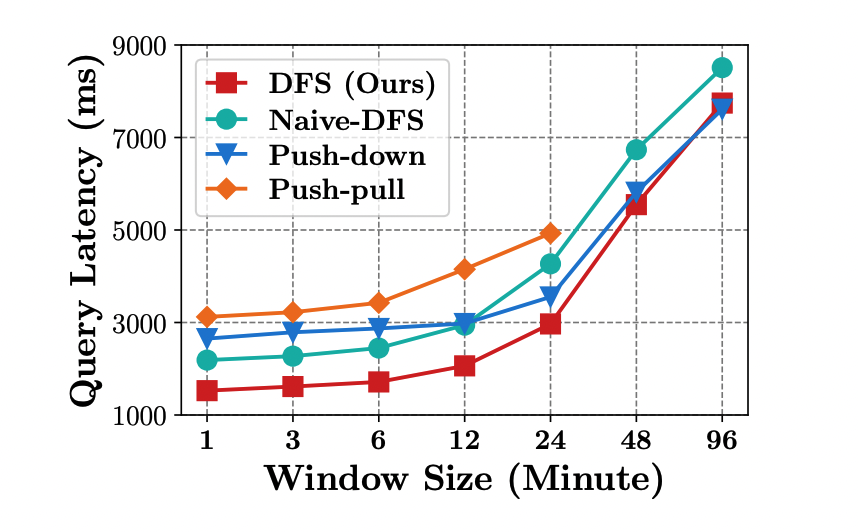 9000
7000
5000
3000
1000
Query Latency (ms)
DFS (Ours)
Naive-DFS
Push-down
Push-pull
1 3 6 12 24 48 96
Window Size (Minute)